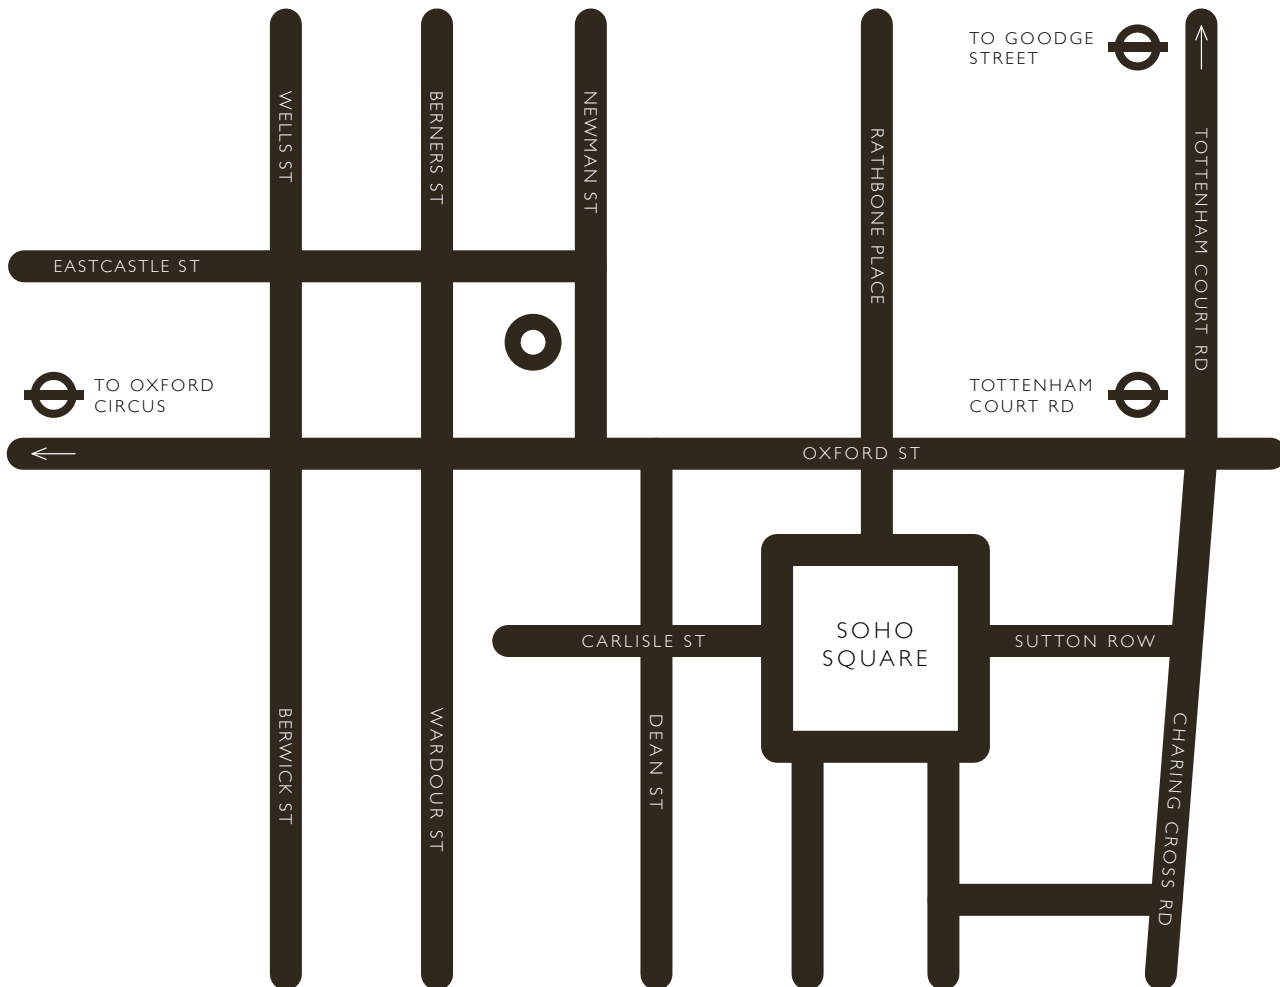 TO GOODGE
STREET
WELLS ST
BERNERS ST
NEWMAN ST
RATHBONE PLACE
TOTTENHAM COURT RD
EASTCASTLE ST
TO OXFORD
CIRCUS
TOTTENHAM
COURT RD
OXFORD ST
SOHO
SQUARE
CARLISLE ST
SUTTON ROW
BERWICK ST
WARDOUR ST
DEAN ST
CHARING CROSS RD